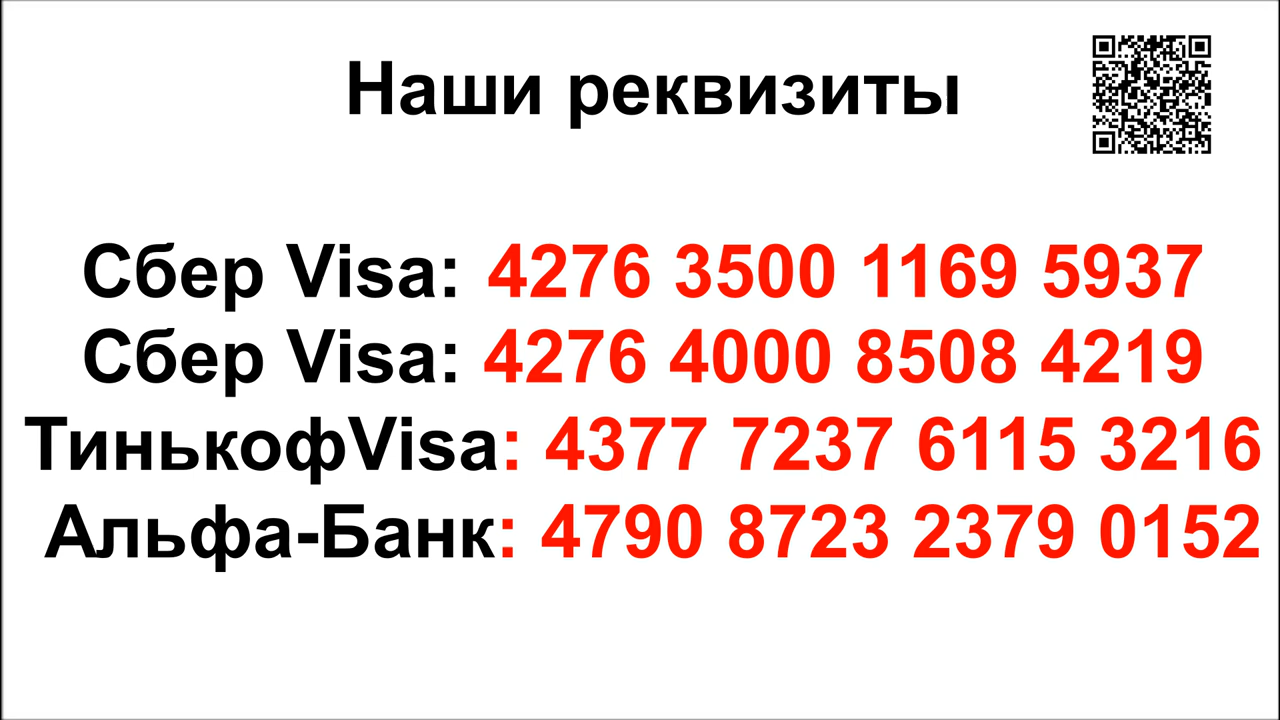 Наши реквизиты
Сбер Visa: 4276 3500 1169 5937
Сбер Visa: 4276 4000 8508 4219
ТинькофVisa: 4377 7237 6115 3216
Альфа-Банк: 4790 8723 2379 0152